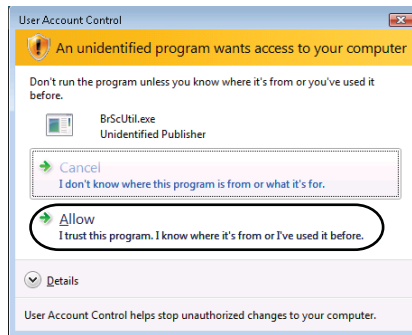 User Account Control
An unidentified program wants access to your computer
Don't run the program unless you know where it's from or you've used it
before.
BrScUtil.exe
Unidentified Publisher
Cancel
I don't know where this program is from or what it's for.
Allow
I trust this program. I know where it's from or I've used it before.
Details
User Account Control helps stop unauthorized changes to your computer.